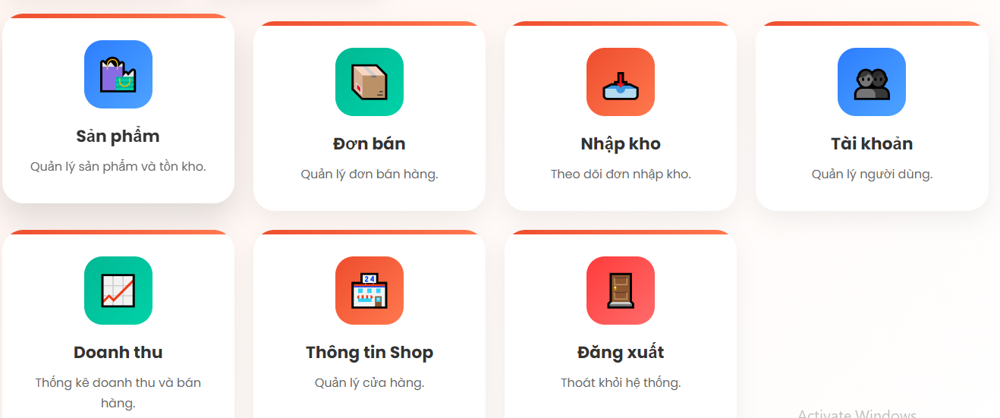 Sản phẩm
Quản lý sản phẩm và tồn kho.
Đơn bán
Quản lý đơn bán hàng.
Nhập kho
Theo dõi đơn nhập kho.
Tài khoản
Quản lý người dùng.
Doanh thu
Thống kê doanh thu và bán
hàng.
24
Thông tin Shop
Quản lý cửa hàng.
Đăng xuất
Thoát khỏi hệ thống.
Activate Windows